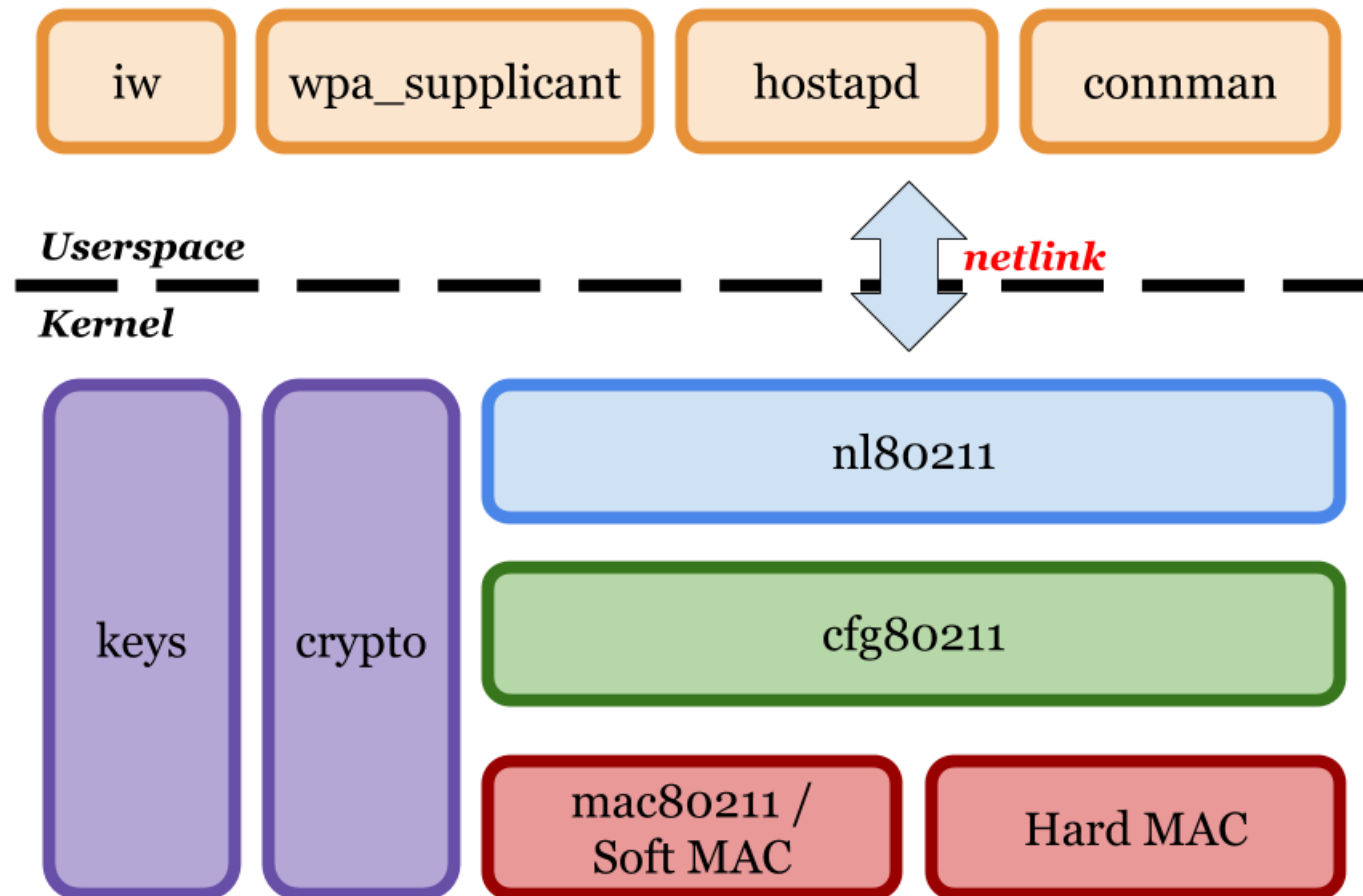 iw
wpa_supplicant
hostapd
connman
Userspace
netlink
Kernel
keys
crypto
nl80211
cfg80211
mac80211 /
Soft MAC
Hard MAC